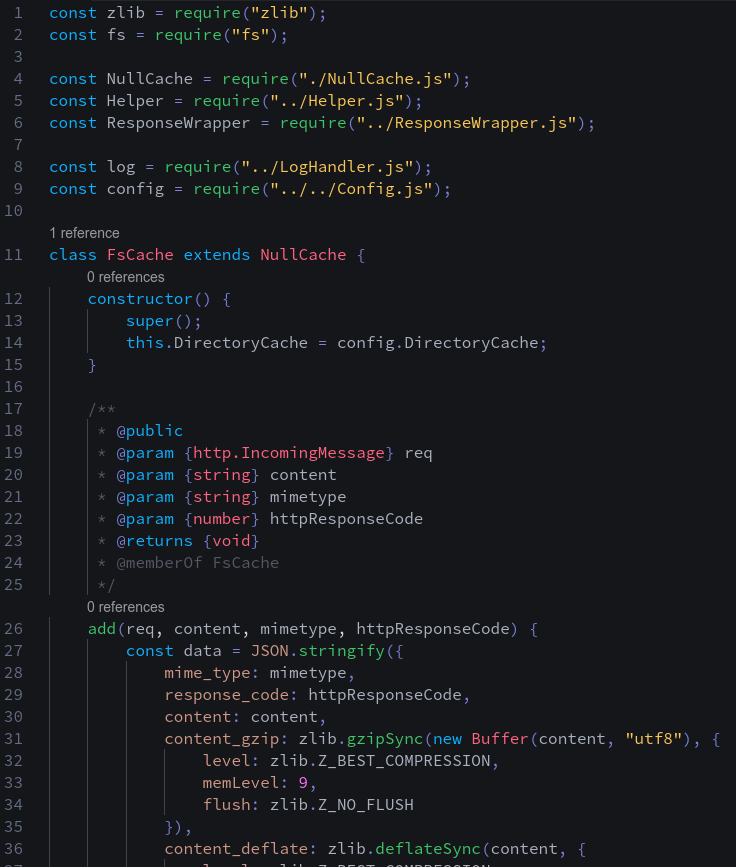 1 const zlib = require("zlib");
2 const fs = require("fs");
3
4 const NullCache = require("./NullCache.js");
5 const Helper = require("../Helper.js");
6 const ResponseWrapper = require("../ResponseWrapper.js");
7
8 const log = require("../LogHandler.js");
9 const config = require("../../Config.js");
10
1 reference
11 class FsCache extends NullCache {
0 references
12 constructor() {
13 super();
14 this.DirectoryCache = config.DirectoryCache;
15 }
16
17 /**
18 * @public
19 * @param {http.IncomingMessage} req
20 * @param {string} content
21 * @param {string} mimetype
22 * @param {number} httpResponseCode
23 * @returns {void}
24 * @memberOf FsCache
25 */
0 references
26 add(req, content, mimetype, httpResponseCode) {
27 const data = JSON.stringify({
28 mime_type: mimetype,
29 response_code: httpResponseCode,
30 content: content,
31 content_gzip: zlib.gzipSync(new Buffer(content, "utf8"), {
32 level: zlib.Z_BEST_COMPRESSION,
33 memLevel: 9,
34 flush: zlib.Z_NO_FLUSH
35 }),
36 content_deflate: zlib.deflateSync(content, {